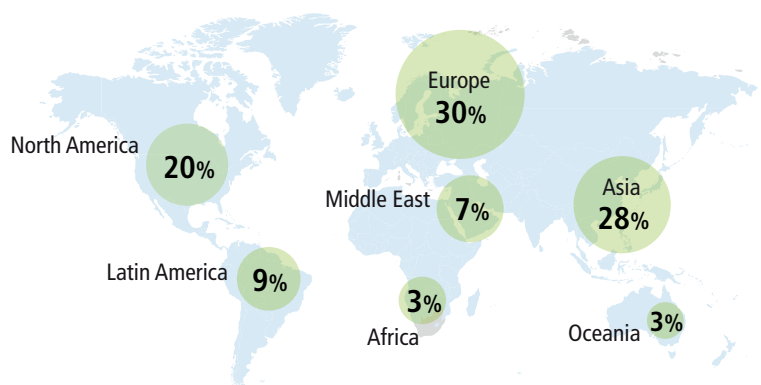 Europe
30%
North America
20%
Asia
28%
Middle East
7%
Latin America
9%
3%
Africa
3%
Oceania